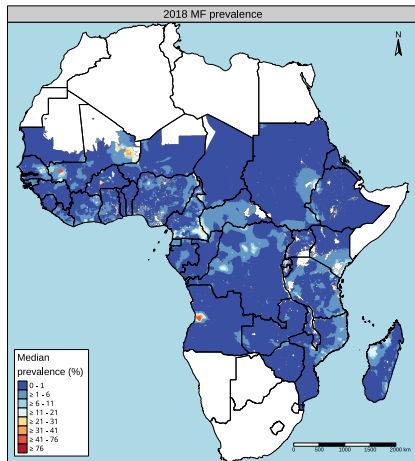 2018 MF prevalence
N
Median
prevalence (%)
0 - 1
≥ 1 - 6
≥ 6 - 11
≥ 11 - 21
≥ 21 - 31
≥ 31 - 41
≥ 41 - 76
≥ 76
0 500 1000 1500 2000 km